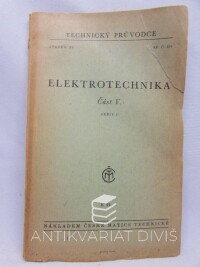 TECHNICKÝ PRŮVODCE
ELEKTROTECHNIKA
Část V.
NÁKLADEM ČESKÉ MATICE TECHNICKÉ
ANTIKVARIÁT DIVIŠ